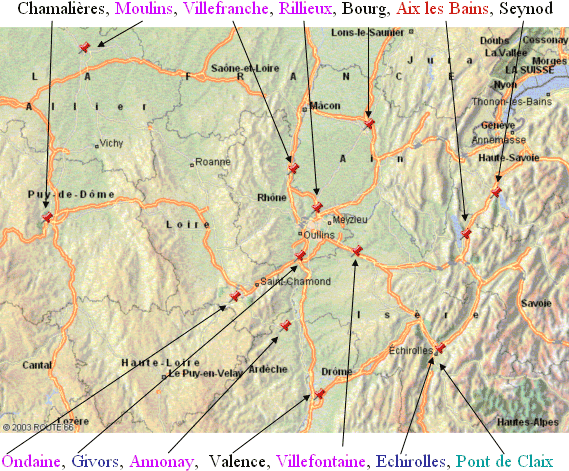 Chamalières, Moulins, Villefranche, Rillieux, Bourg, Aix les Bains, Seynod
Lons-le-Saunier
Doubs
Cossonay
La.Vallée
Morges
LA SUISSE
Nyon
Jura
Saône-et-Loire
LA FRANCE
Thonon-les-Bains
Allier
Mâcon
Genève
Annemasse
Vichy
Roanne
Ain
Haute-Savoie
Puy-de-Dôme
Rhône
Meyzieu
Loire
Oullins
Saint-Chamond
Savoie
Isère
Echirolles
Haute-Loire
Cantal
Le Puy-en-Velay
Ardèche
Drôme
Lozère
Hautes-Alpes
© 2003 ROUTE 66
Ondaine, Givors, Annonay, Valence, Villefontaine, Echirolles, Pont de Claix